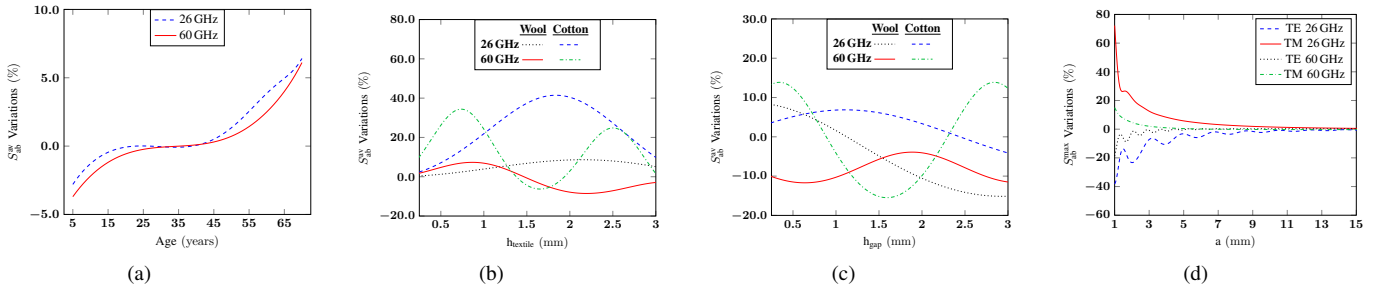 26 GHz
60 GHz
10.0
5.0
0.0
−5.0
5 15 25 35 45 55 65
S_ab^av Variations (%)
Age (years)
(a)
Wool Cotton
26 GHz
60 GHz
80.0
60.0
40.0
20.0
0.0
−20.0
0.5 1 1.5 2 2.5 3
S_ab^av Variations (%)
h_textile (mm)
(b)
Wool Cotton
26 GHz
60 GHz
30.0
20.0
10.0
0.0
−10.0
−20.0
0.5 1 1.5 2 2.5 3
S_ab^av Variations (%)
h_gap (mm)
(c)
TE 26 GHz
TM 26 GHz
TE 60 GHz
TM 60 GHz
80
60
40
20
0
−20
−40
−60
1 3 5 7 9 11 13 15
S_ab^max Variations (%)
a (mm)
(d)